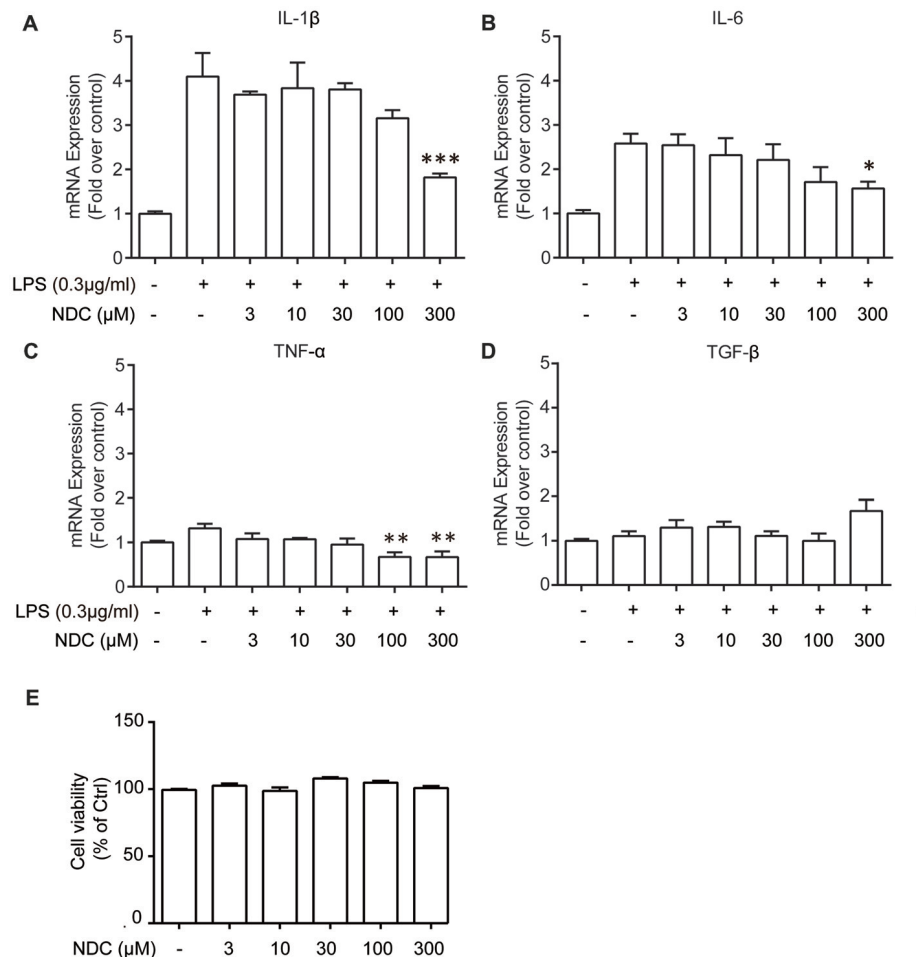 A
IL-1β
mRNA Expression
(Fold over control)
5
4
3
2
1
0
***
LPS (0.3µg/ml) - + + + + + +
NDC (µM) - - 3 10 30 100 300
B
IL-6
mRNA Expression
(Fold over control)
5
4
3
2
1
0
*
- + + + + + +
- - 3 10 30 100 300
C
TNF-α
mRNA Expression
(Fold over control)
5
4
3
2
1
0
** **
LPS (0.3µg/ml) - + + + + + +
NDC (µM) - - 3 10 30 100 300
D
TGF-β
mRNA Expression
(Fold over control)
5
4
3
2
1
0
- + + + + + +
- - 3 10 30 100 300
E
Cell viability
(% of Ctrl)
150
100
50
0
NDC (µM) - 3 10 30 100 300